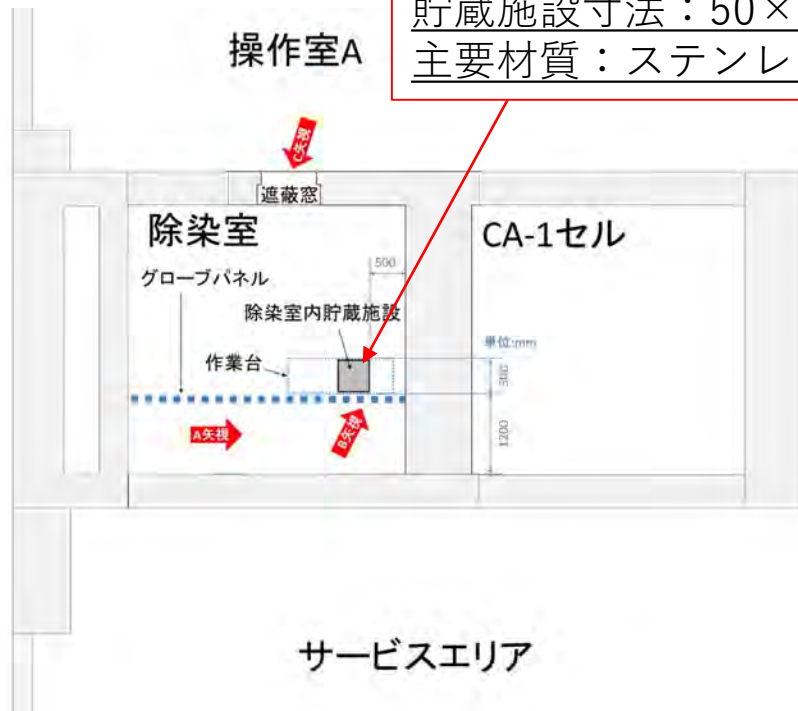 貯蔵施設寸法：50×
主要材質：ステンレ
操作室A
C矢視
遮蔽窓
除染室
CA-1セル
500
グローブパネル
除染室内貯蔵施設
単位:mm
作業台
500
A矢視
B矢視
1200
サービスエリア